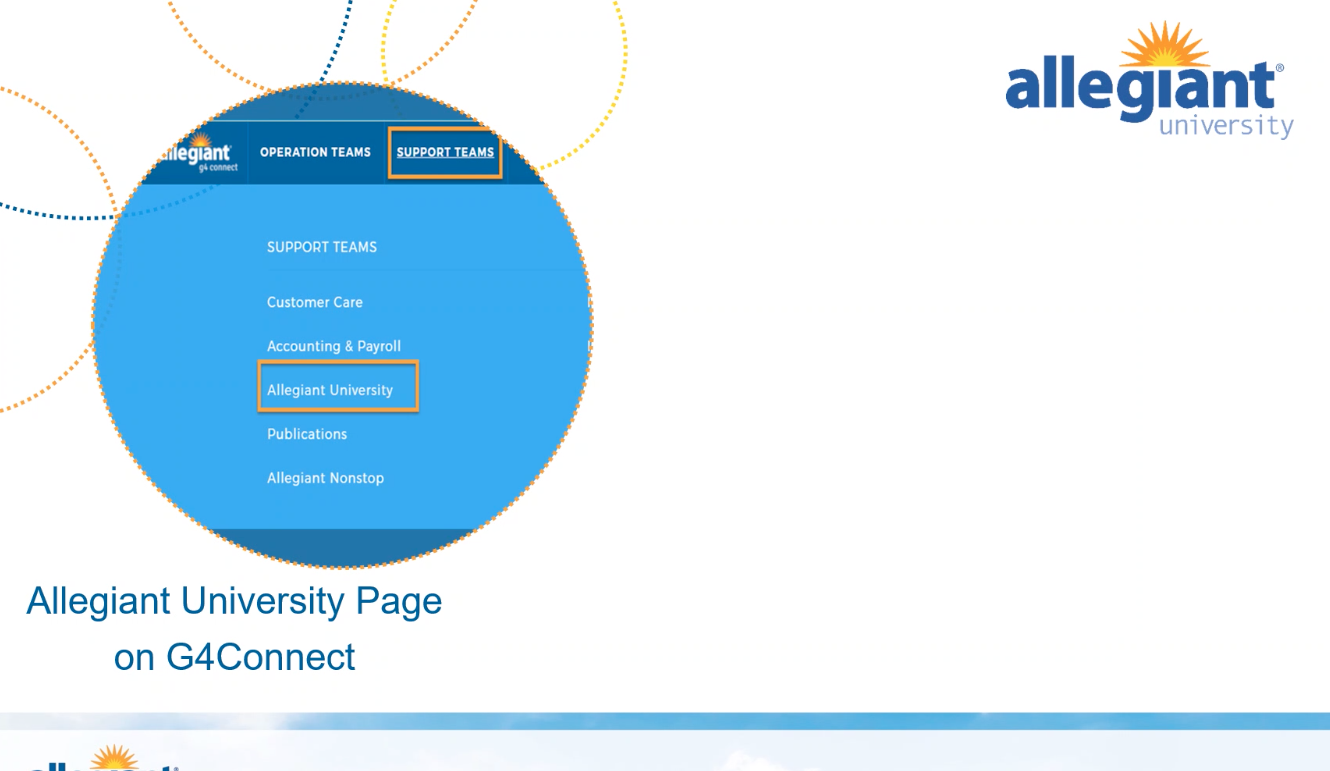 allegiant®
university
allegiant
g4 connect
OPERATION TEAMS
SUPPORT TEAMS
SUPPORT TEAMS
Customer Care
Accounting & Payroll
Allegiant University
Publications
Allegiant Nonstop
Allegiant University Page
on G4Connect